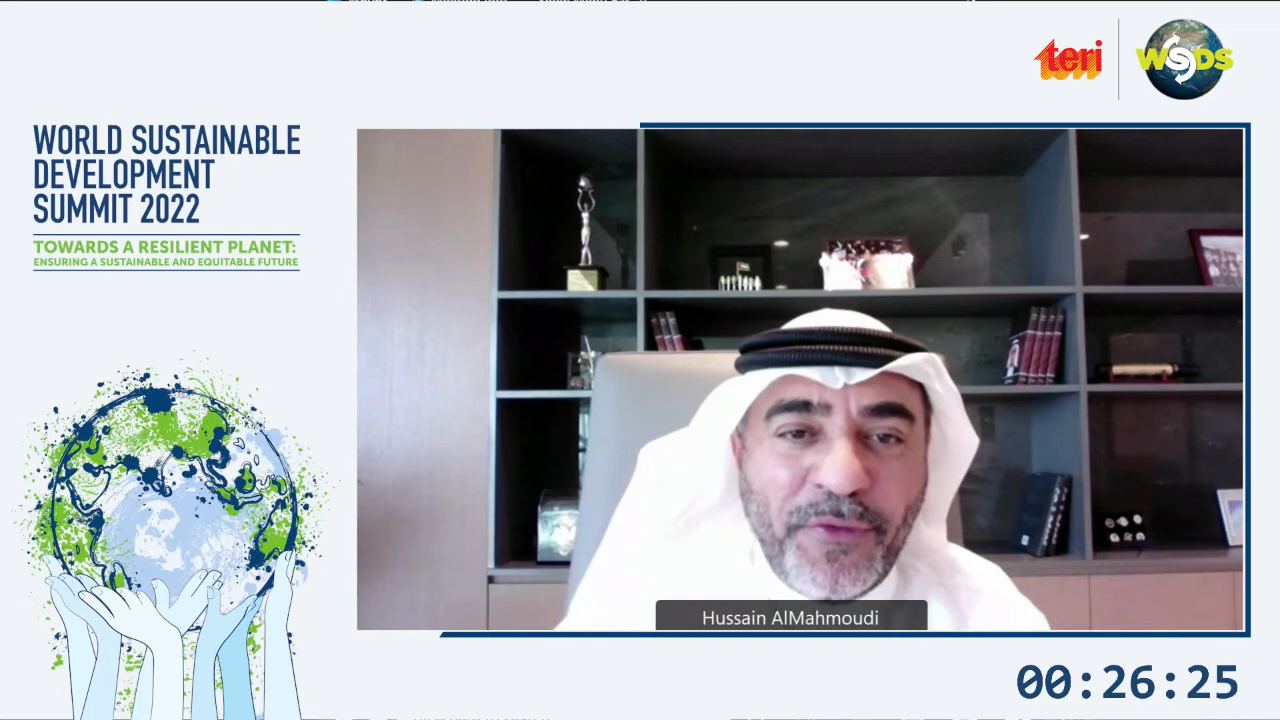 teri
WSDS
WORLD SUSTAINABLE
DEVELOPMENT
SUMMIT 2022
TOWARDS A RESILIENT PLANET:
ENSURING A SUSTAINABLE AND EQUITABLE FUTURE
Hussain AlMahmoudi
00:26:25